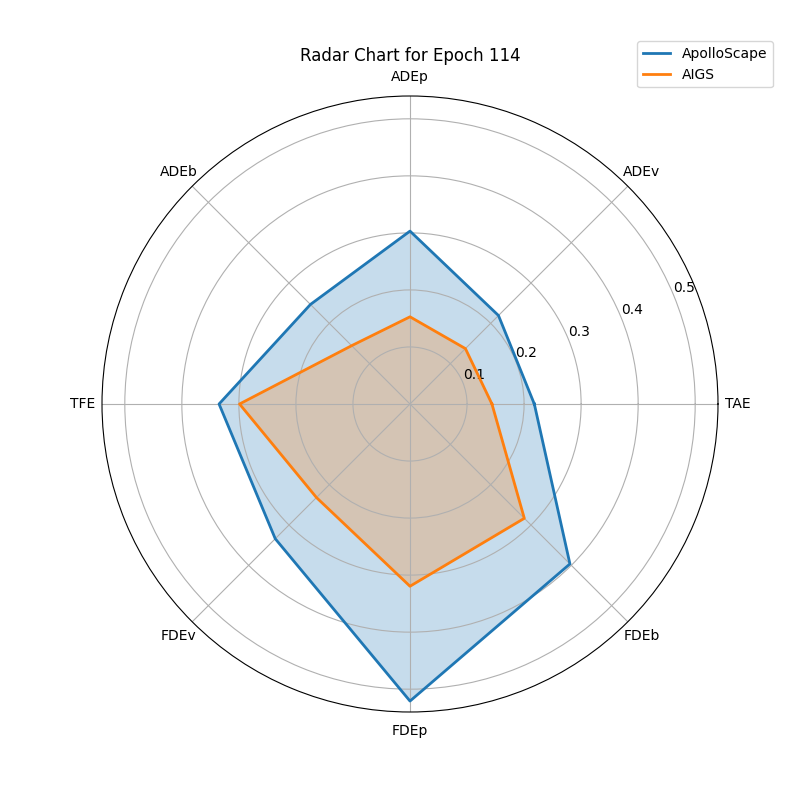 Radar Chart for Epoch 114
ApolloScape
AIGS
ADEp
ADEb
ADEv
0.5
0.4
0.3
0.2
0.1
TFE
TAE
FDEv
FDEb
FDEp